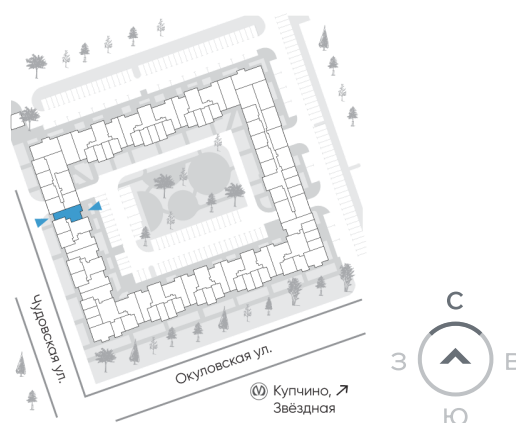 С
Чудовская ул.
З
В
Окуловская ул.
Купчино,
Звёздная
Ю